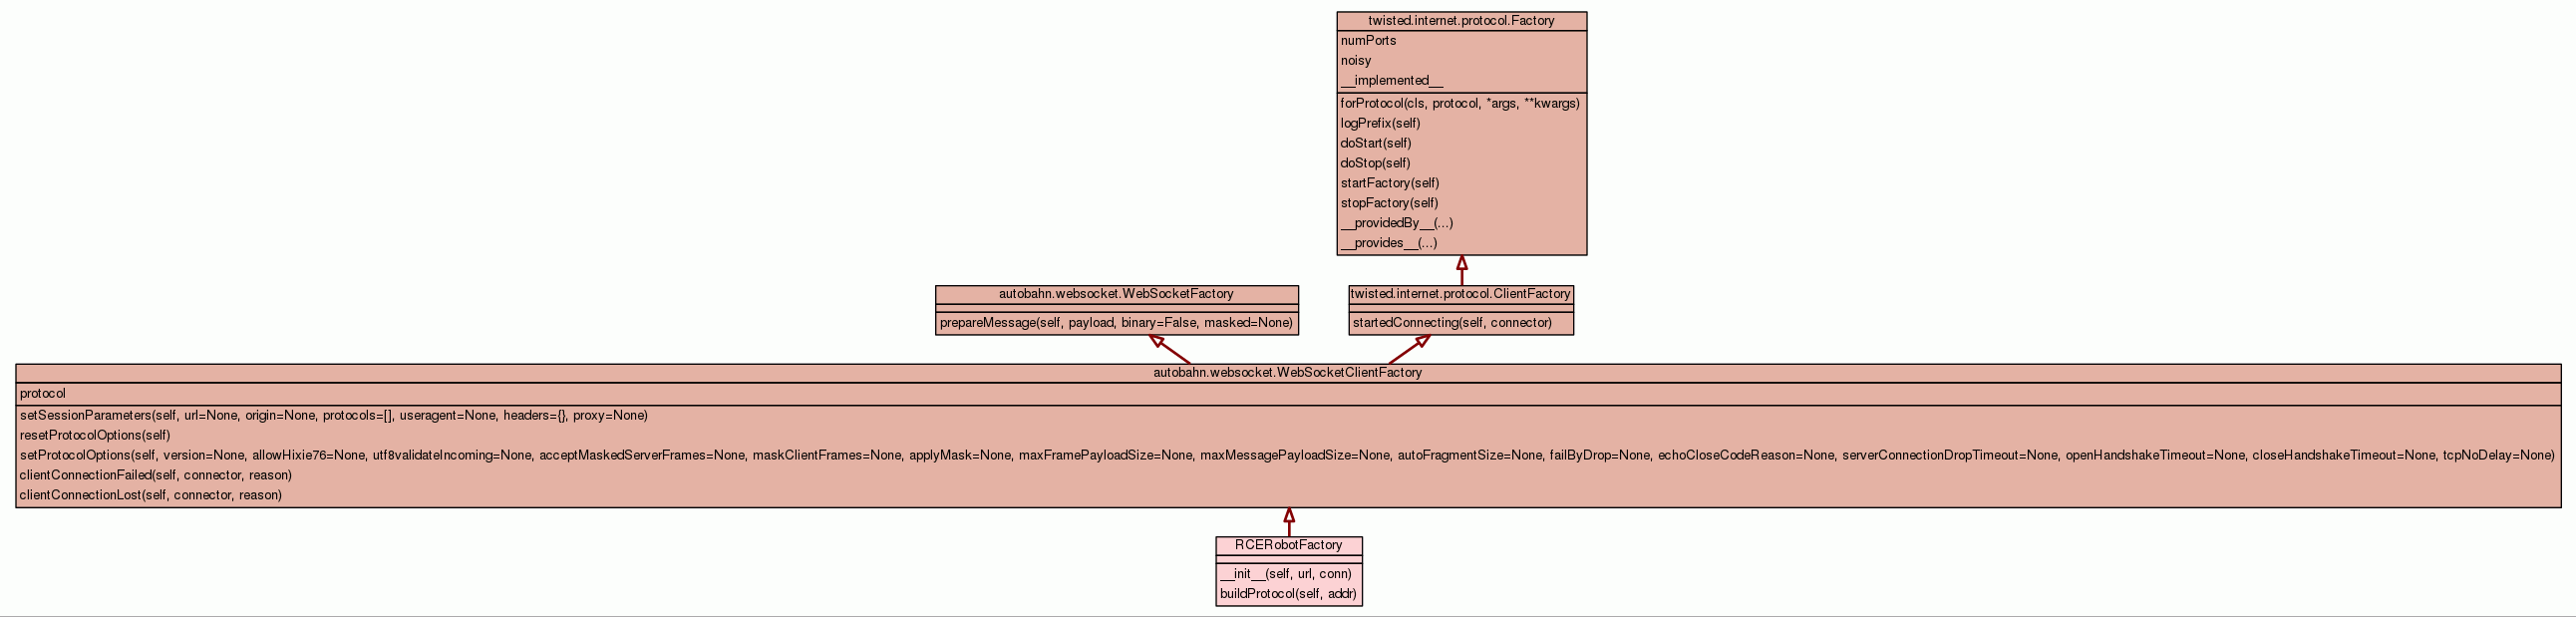 twisted.internet.protocol.Factory
numPorts
noisy
__implemented__
forProtocol(cls, protocol, *args, **kwargs)
logPrefix(self)
doStart(self)
doStop(self)
startFactory(self)
stopFactory(self)
__providedBy__(...)
__provides__(...)
autobahn.websocket.WebSocketFactory
prepareMessage(self, payload, binary=False, masked=None)
twisted.internet.protocol.ClientFactory
startedConnecting(self, connector)
autobahn.websocket.WebSocketClientFactory
protocol
setSessionParameters(self, url=None, origin=None, protocols=[], useragent=None, headers={}, proxy=None)
resetProtocolOptions(self)
setProtocolOptions(self, version=None, allowHixie76=None, utf8validateIncoming=None, acceptMaskedServerFrames=None, maskClientFrames=None, applyMask=None, maxFramePayloadSize=None, maxMessagePayloadSize=None, autoFragmentSize=None, failByDrop=None, echoCloseCodeReason=None, serverConnectionDropTimeout=None, openHandshakeTimeout=None, closeHandshakeTimeout=None, tcpNoDelay=None)
clientConnectionFailed(self, connector, reason)
clientConnectionLost(self, connector, reason)
RCERobotFactory
__init__(self, url, conn)
buildProtocol(self, addr)